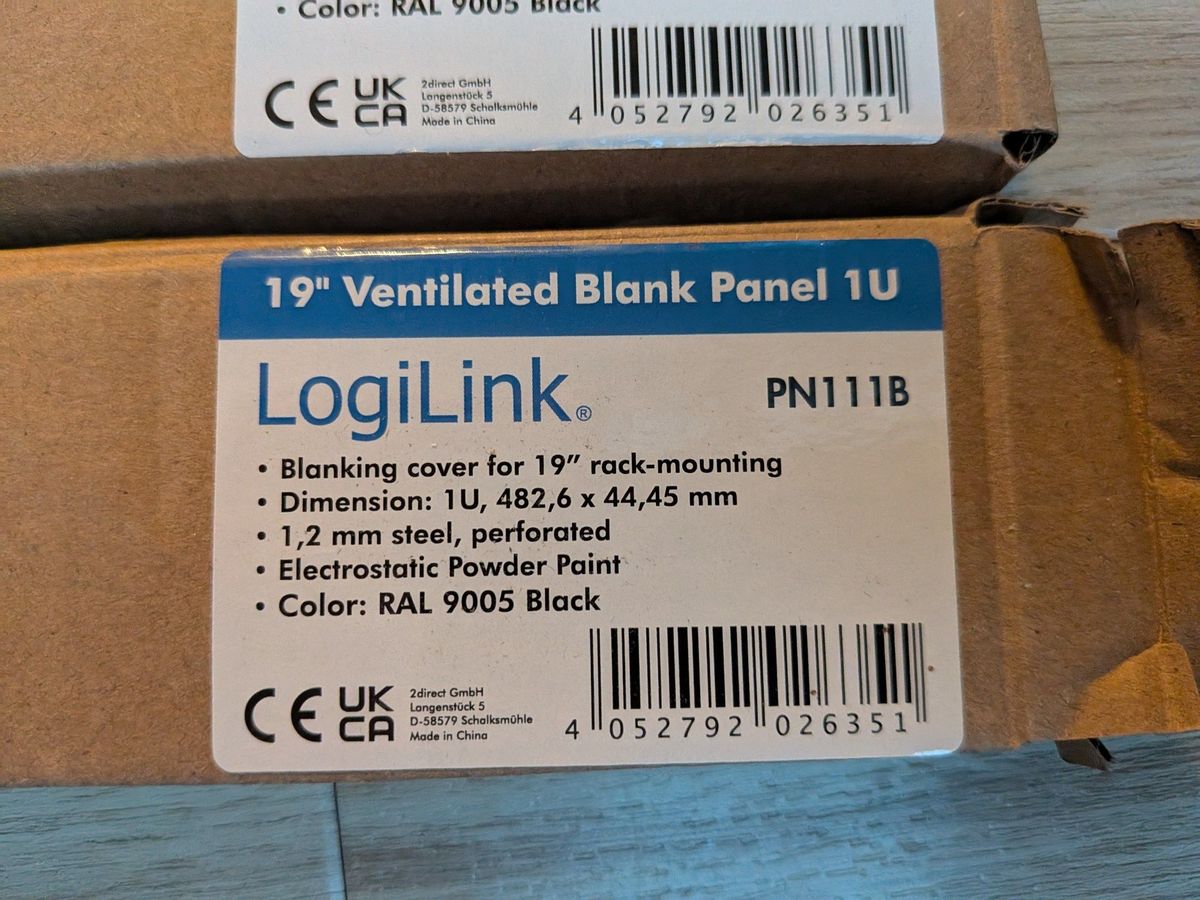 • Color: RAL 9005 Black
CE UK CA
2direct GmbH
Langenstück 5
D-58579 Schalksmühle
Made in China
4 052792 026351
19" Ventilated Blank Panel 1U
LogiLink®
PN111B
• Blanking cover for 19” rack-mounting
• Dimension: 1U, 482,6 x 44,45 mm
• 1,2 mm steel, perforated
• Electrostatic Powder Paint
• Color: RAL 9005 Black
CE UK CA
2direct GmbH
Langenstück 5
D-58579 Schalksmühle
Made in China
4 052792 026351